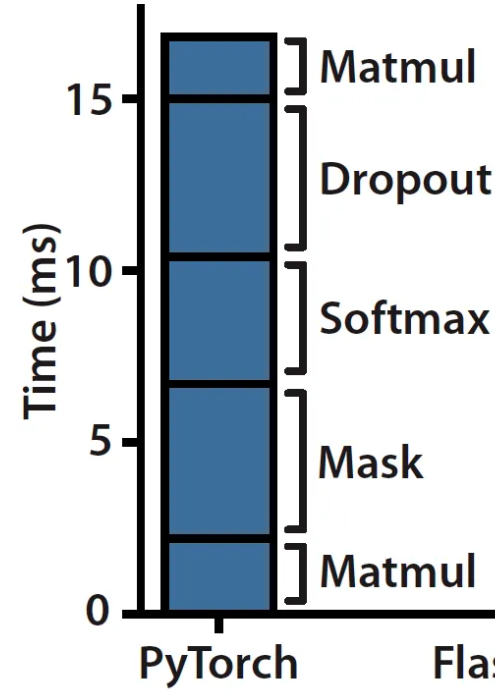 Matmul
15
Dropout
10
Softmax
Time (ms)
5
Mask
Matmul
0
PyTorch